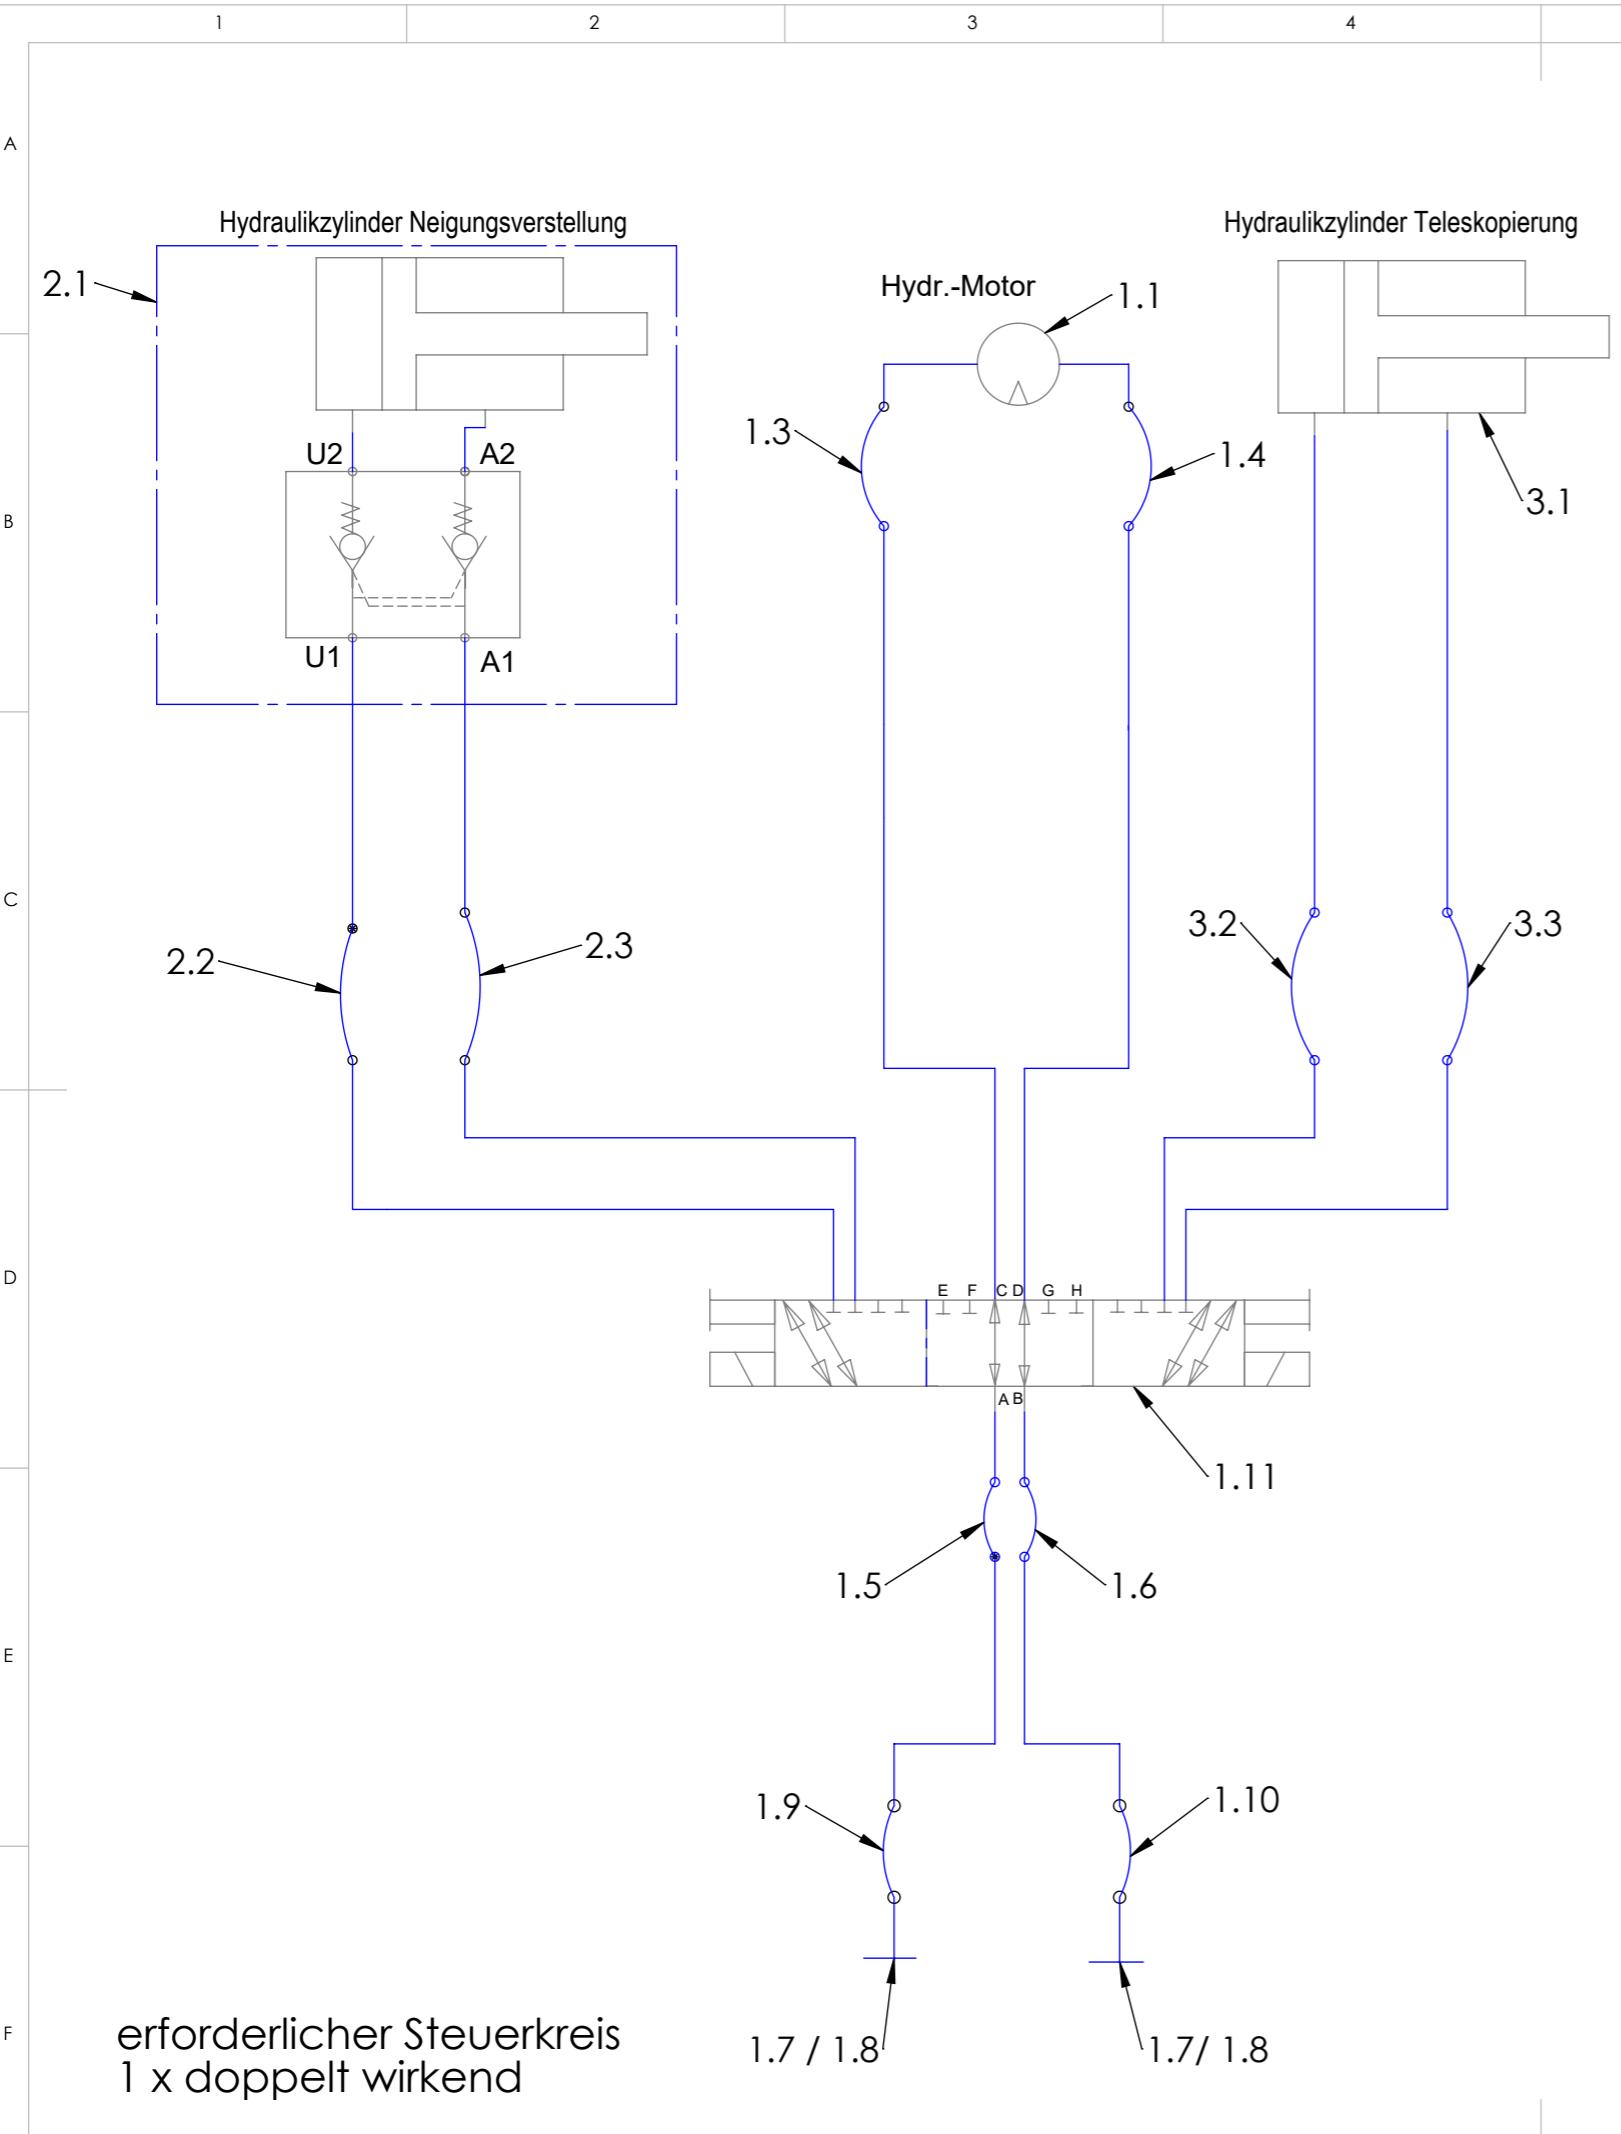 1 2 3 4
A
Hydraulikzylinder Neigungsverstellung
Hydraulikzylinder Teleskopierung
2.1
Hydr.-Motor
1.1
1.3
1.4
U2 A2
3.1
B
U1 A1
C
3.2
3.3
2.2
2.3
D
E F C D G H
A B
1.11
1.5
1.6
E
1.9
1.10
F
erforderlicher Steuerkreis
1 x doppelt wirkend
1.7 / 1.8
1.7/ 1.8